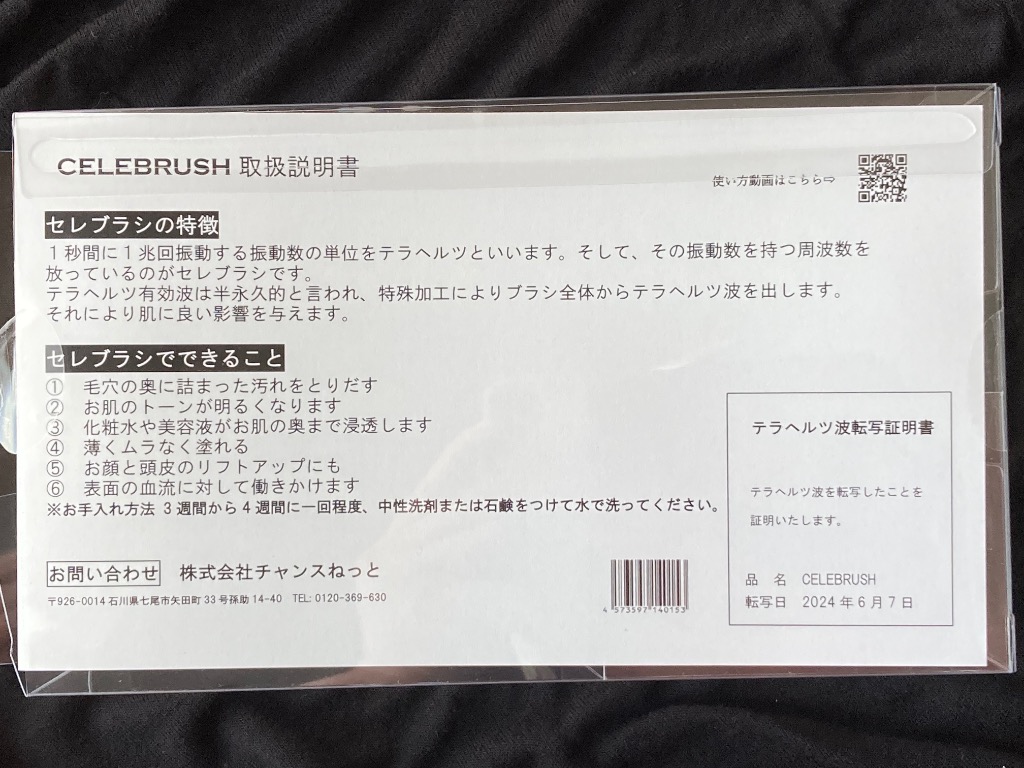 CELEBRUSH 取扱説明書
使い方動画はこちら⇨
セレブラシの特徴
１秒間に１兆回振動する振動数の単位をテラヘルツといいます。そして、その振動数を持つ周波数を
放っているのがセレブラシです。
テラヘルツ有効波は半永久的と言われ、特殊加工によりブラシ全体からテラヘルツ波を出します。
それにより肌に良い影響を与えます。
セレブラシでできること
① 毛穴の奥に詰まった汚れをとりだす
② お肌のトーンが明るくなります
③ 化粧水や美容液がお肌の奥まで浸透します
④ 薄くムラなく塗れる
⑤ お顔と頭皮のリフトアップにも
⑥ 表面の血流に対して働きかけます
※お手入れ方法 ３週間から４週間に一回程度、中性洗剤または石鹸をつけて水で洗ってください。
お問い合わせ 株式会社チャンスねっと
〒926-0014 石川県七尾市矢田町 33 号孫助 14-40 TEL: 0120-369-630
4 573597 140153
テラヘルツ波転写証明書
テラヘルツ波を転写したことを
証明いたします。
品 名 CELEBRUSH
転写日 2024 年 6 月 7 日